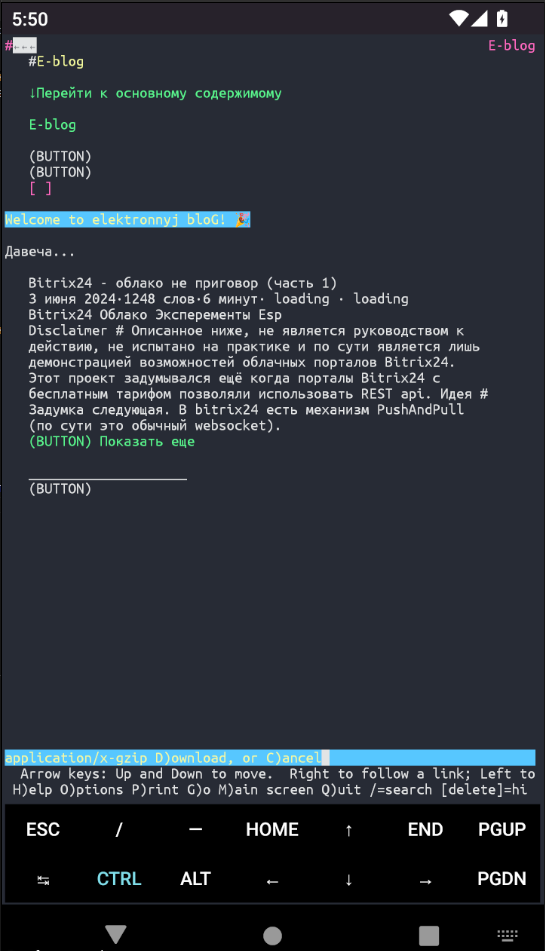 5:50
#←←← E-blog
#E-blog
↓Перейти к основному содержимому
E-blog
(BUTTON)
(BUTTON)
[ ]
Welcome to elektronnyj bloG! 🎉
Давеча...
Bitrix24 - облако не приговор (часть 1)
3 июня 2024·1248 слов·6 минут· loading · loading
Bitrix24 Облако Эксперементы Esp
Disclaimer # Описанное ниже, не является руководством к
действию, не испытано на практике и по сути является лишь
демонстрацией возможностей облачных порталов Bitrix24.
Этот проект задумывался ещё когда порталы Bitrix24 с
бесплатным тарифом позволяли использовать REST api. Идея #
Задумка следующая. В bitrix24 есть механизм PushAndPull
(по сути это обычный websocket).
(BUTTON) Показать еще
____________________
(BUTTON)
application/x-gzip D)ownload, or C)ancel
Arrow keys: Up and Down to move. Right to follow a link; Left to
H)elp O)ptions P)rint G)o M)ain screen Q)uit /=search [delete]=hi
ESC / — HOME ↑ END PGUP
↹ CTRL ALT ← ↓ → PGDN